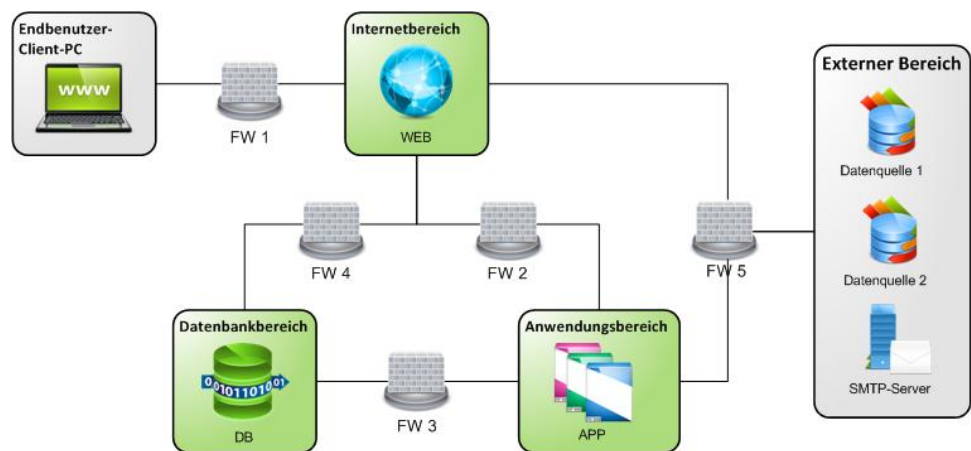 Endbenutzer-
Client-PC
www
FW 1
Internetbereich
WEB
Externer Bereich
Datenquelle 1
Datenquelle 2
SMTP-Server
FW 4
FW 2
FW 5
Datenbankbereich
0101101001
DB
FW 3
Anwendungsbereich
APP